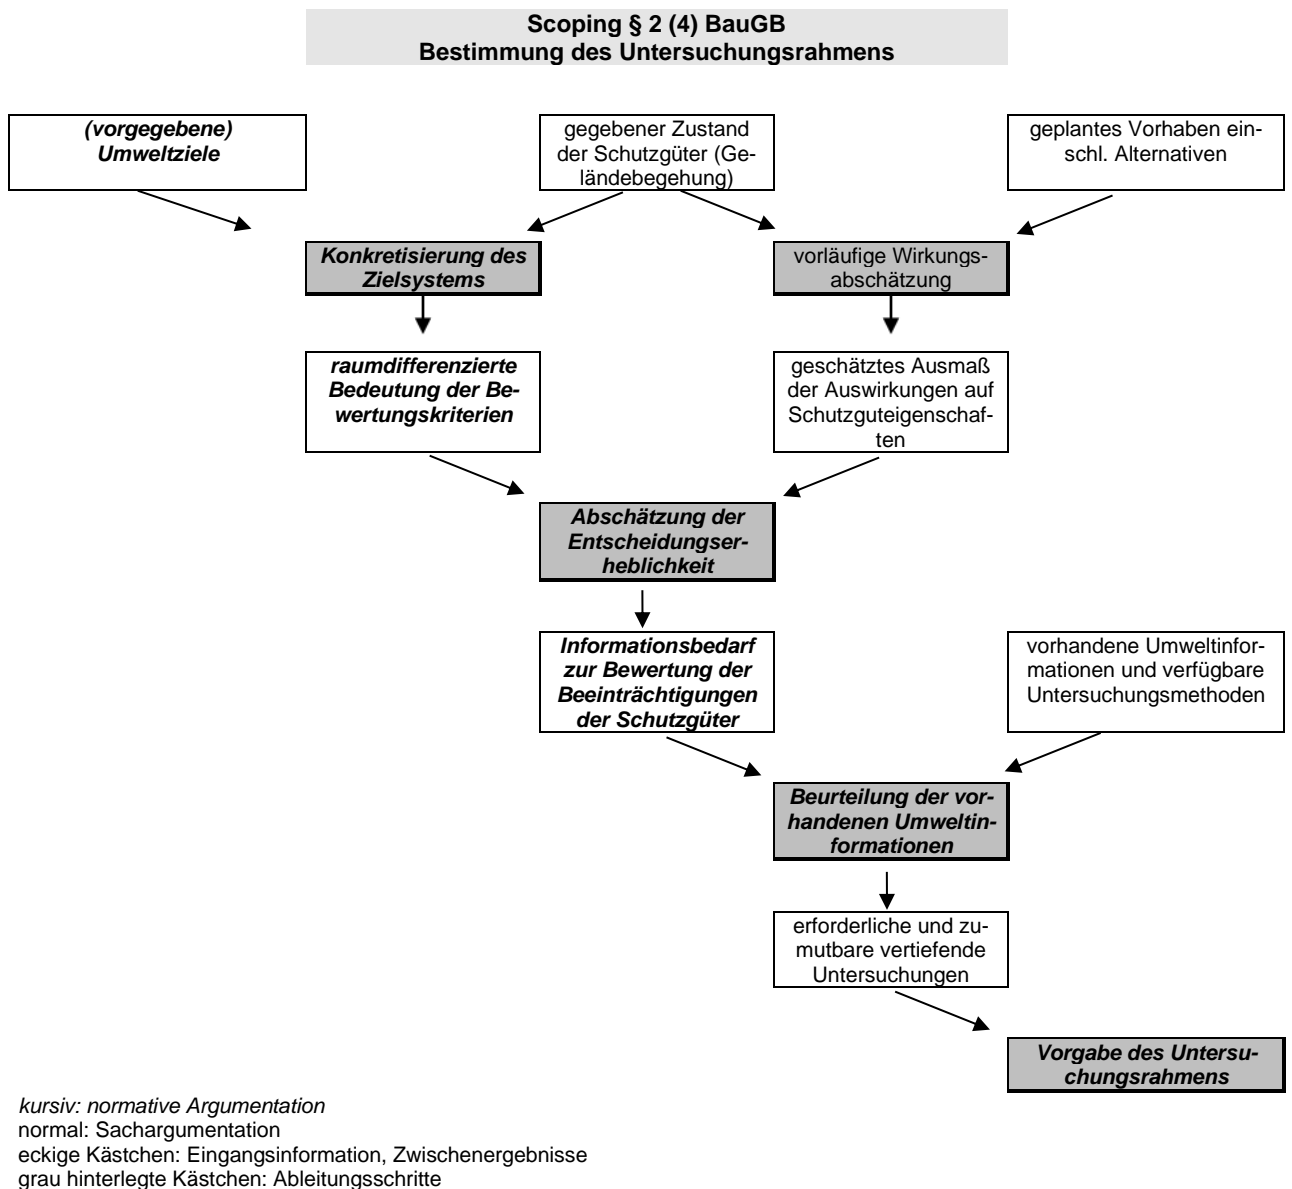 Scoping § 2 (4) BauGB
Bestimmung des Untersuchungsrahmens
(vorgegebene)
Umweltziele
gegebener Zustand
der Schutzgüter (Ge-
ländebegehung)
geplantes Vorhaben ein-
schl. Alternativen
Konkretisierung des
Zielsystems
vorläufige Wirkungs-
abschätzung
raumdifferenzierte
Bedeutung der Be-
wertungskriterien
geschätztes Ausmaß
der Auswirkungen auf
Schutzguteigenschaf-
ten
Abschätzung der
Entscheidungser-
heblichkeit
Informationsbedarf
zur Bewertung der
Beeinträchtigungen
der Schutzgüter
vorhandene Umweltinfor-
mationen und verfügbare
Untersuchungsmethoden
Beurteilung der vor-
handenen Umweltin-
formationen
erforderliche und zu-
mutbare vertiefende
Untersuchungen
Vorgabe des Untersu-
chungsrahmens
kursiv: normative Argumentation
normal: Sachargumentation
eckige Kästchen: Eingangsinformation, Zwischenergebnisse
grau hinterlegte Kästchen: Ableitungsschritte